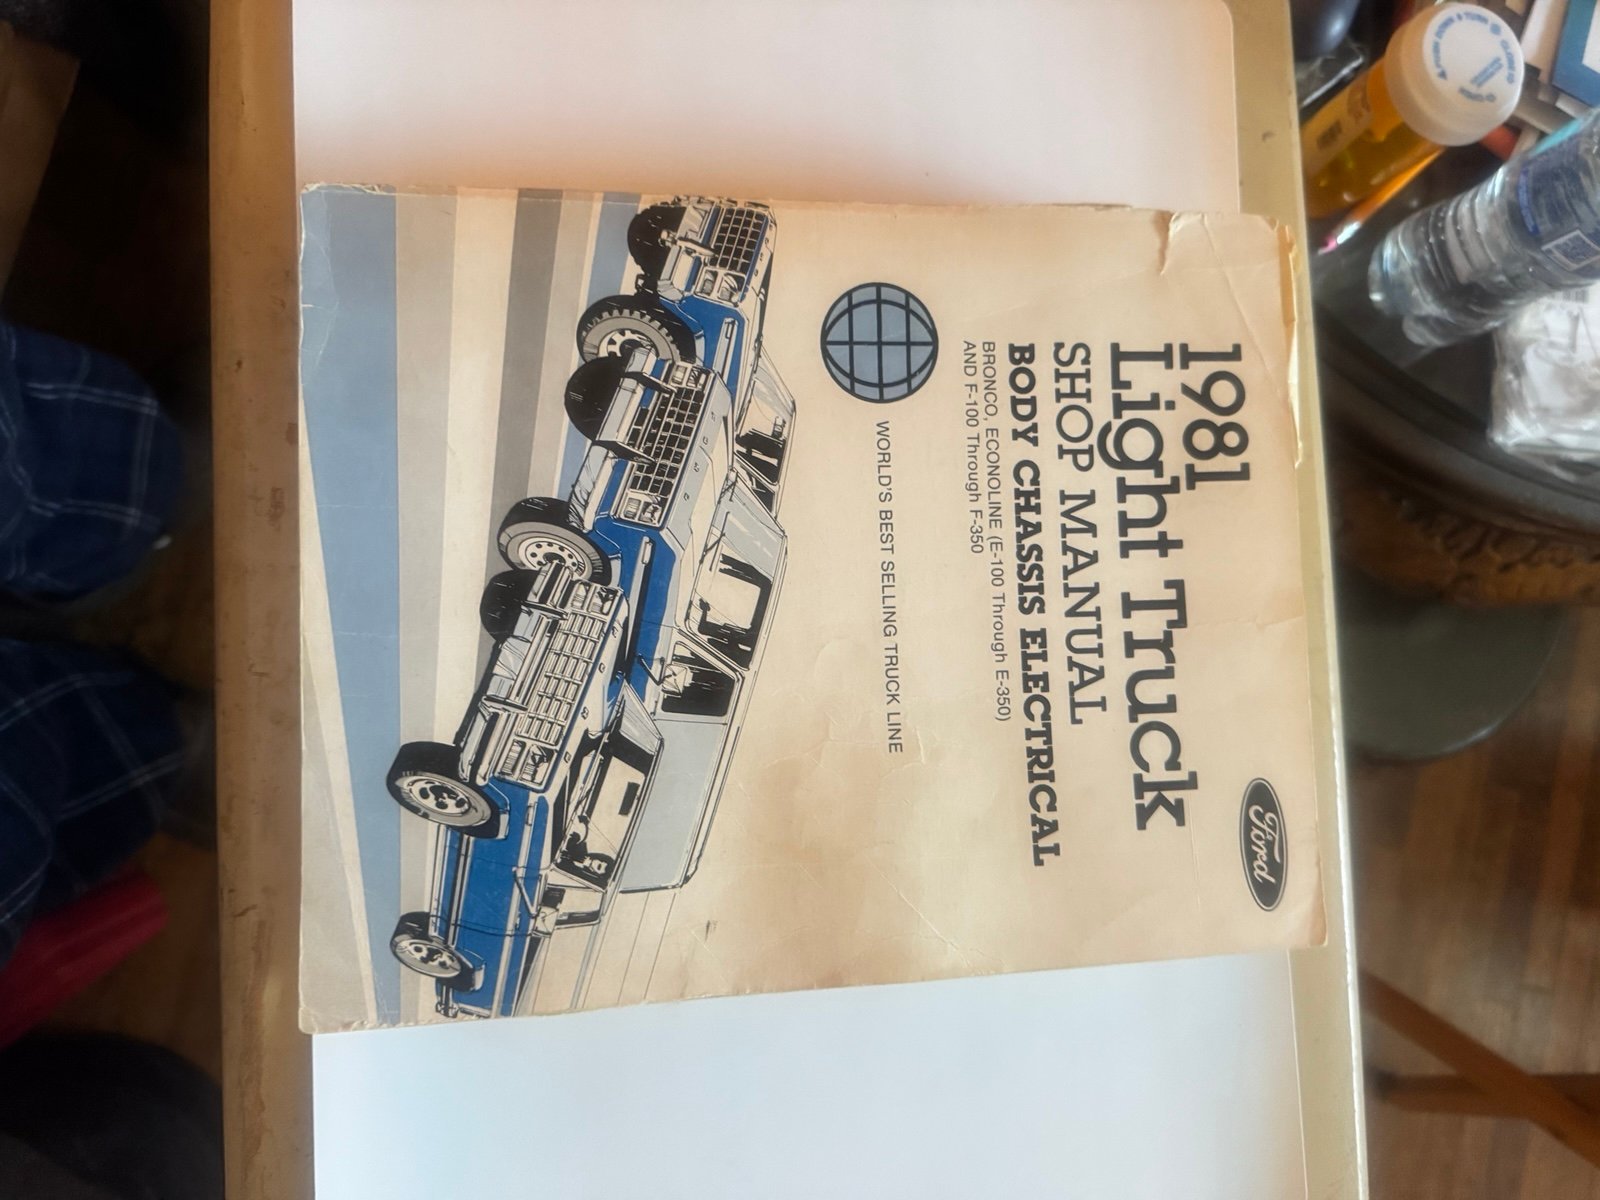 Ford
1981
Light Truck
SHOP MANUAL
BODY CHASSIS ELECTRICAL
BRONCO, ECONOLINE (E-100 Through E-350)
AND F-100 Through F-350
WORLD'S BEST SELLING TRUCK LINE